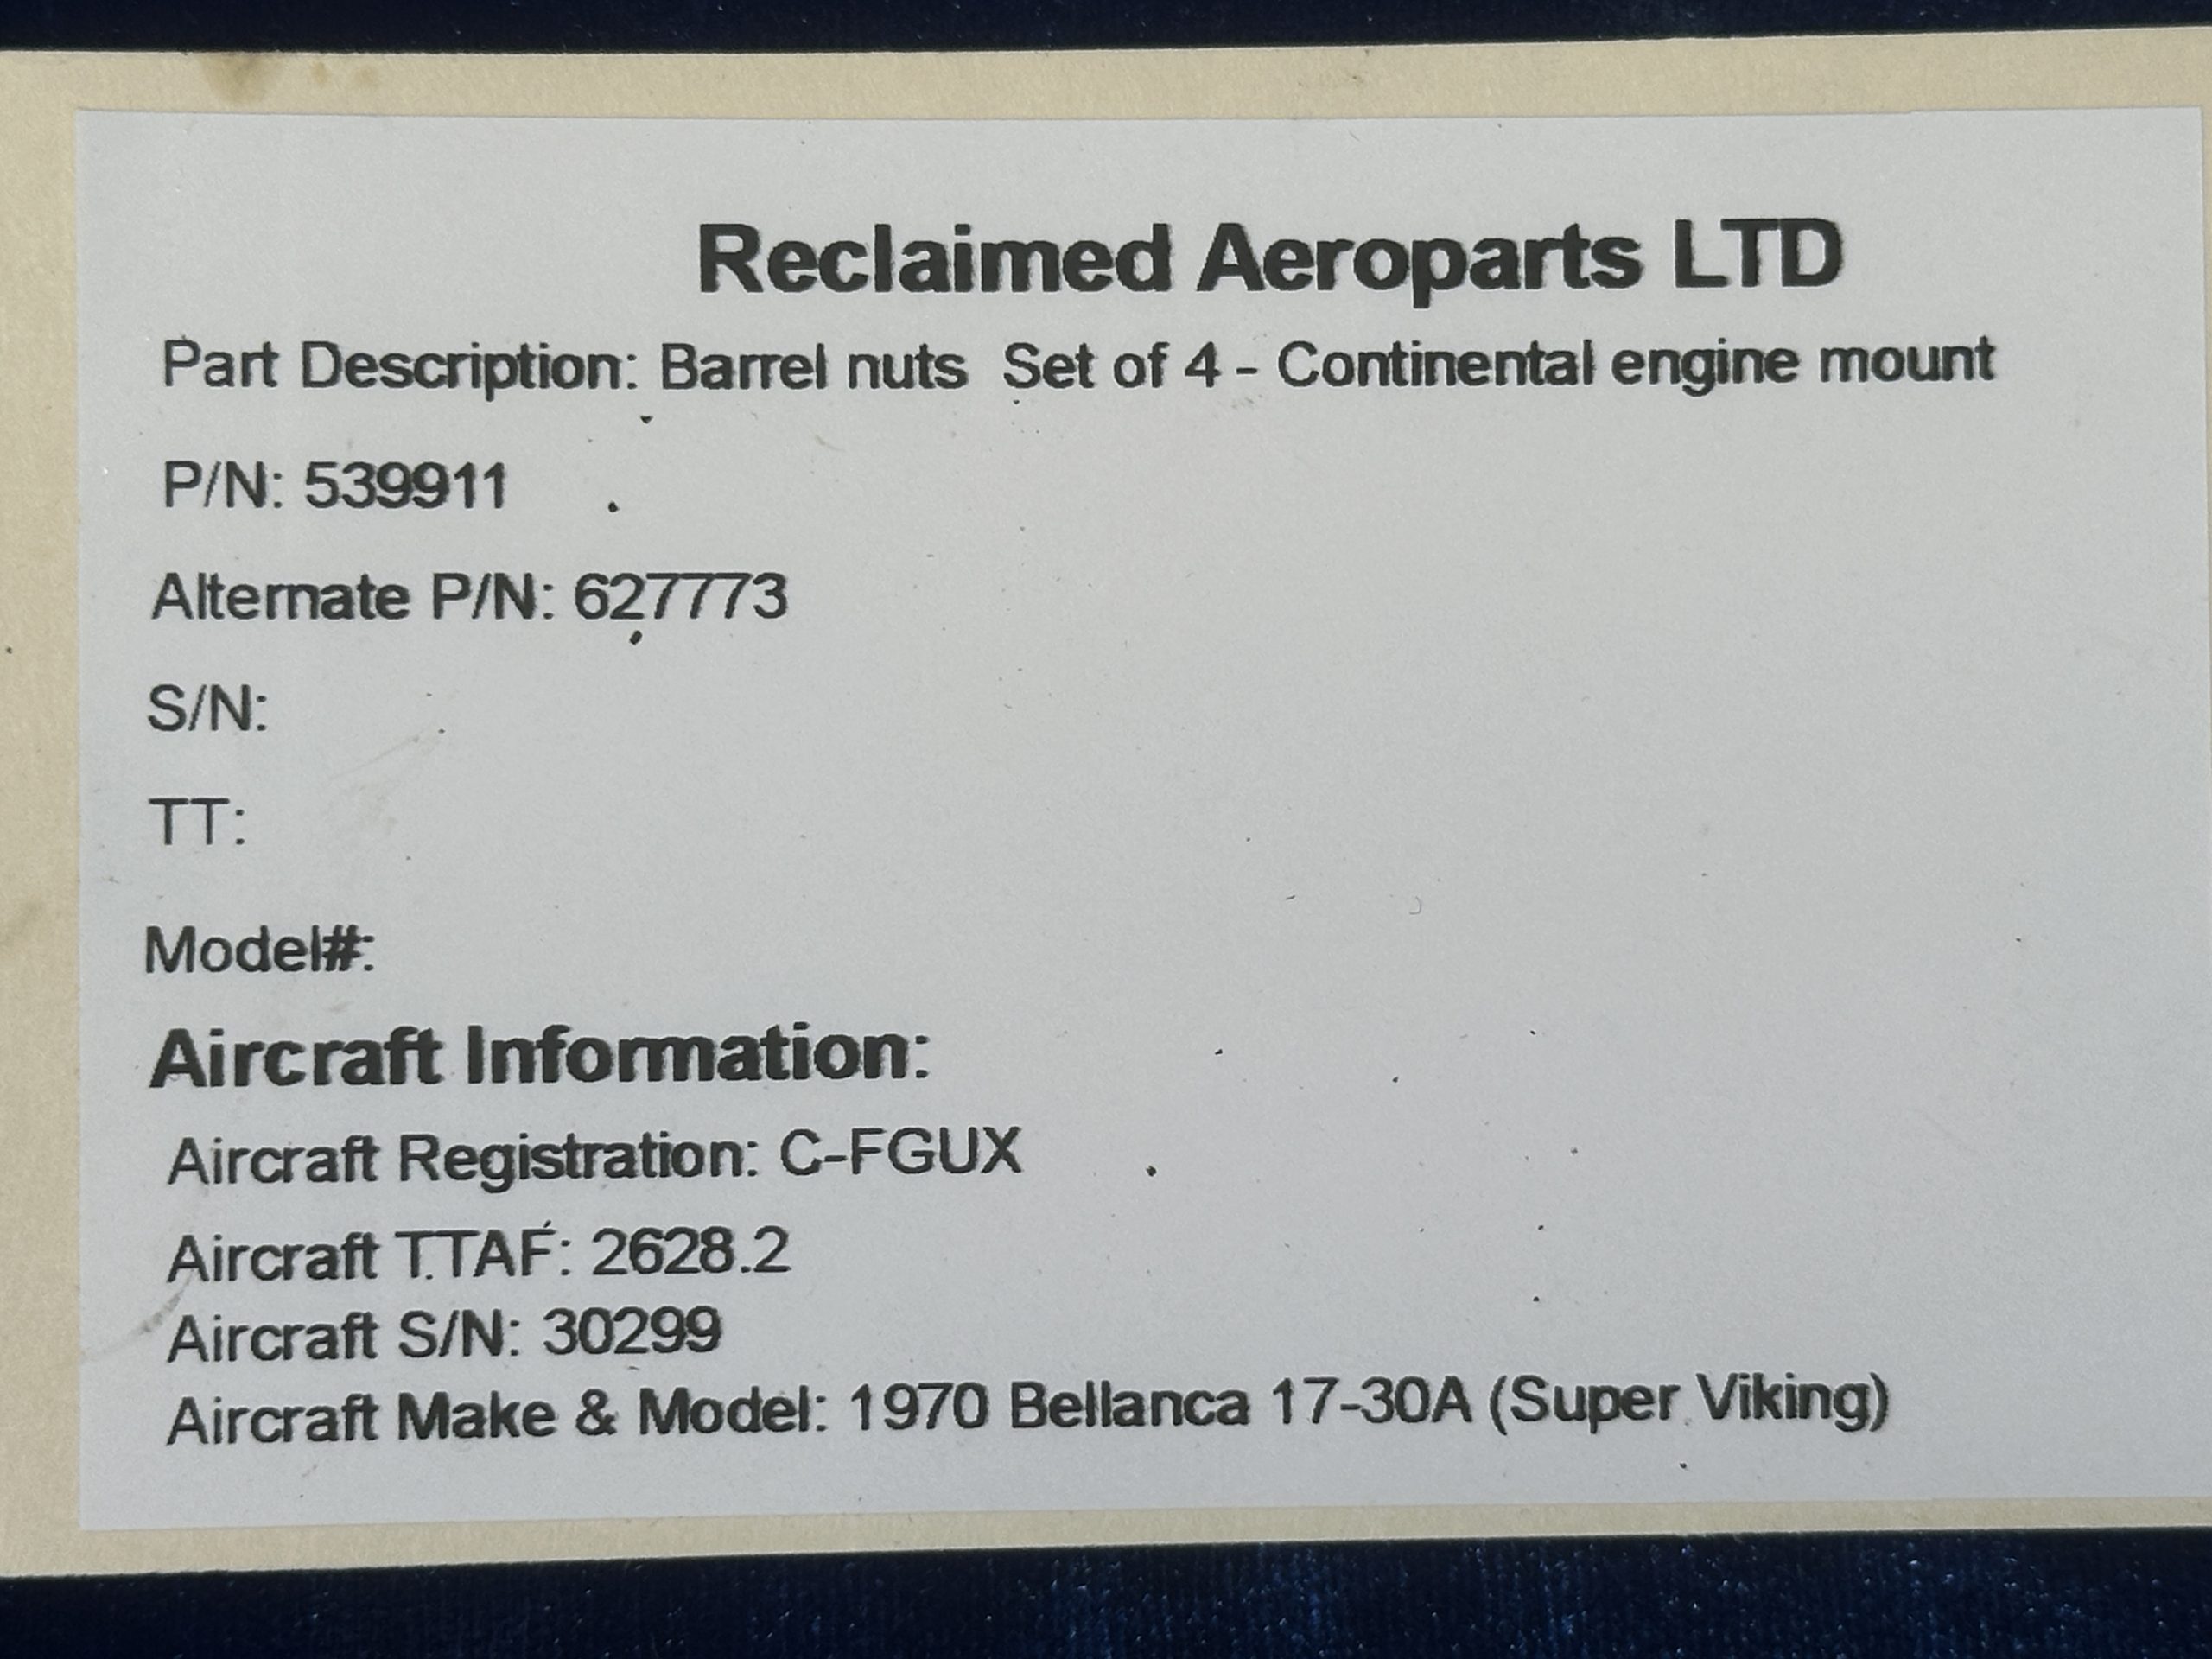 Reclaimed Aeroparts LTD
Part Description: Barrel nuts  Set of 4 - Continental engine mount
P/N: 539911
Alternate P/N: 627773
S/N:
TT:
Model#:
Aircraft Information:
Aircraft Registration: C-FGUX
Aircraft TTAF: 2628.2
Aircraft S/N: 30299
Aircraft Make & Model: 1970 Bellanca 17-30A (Super Viking)